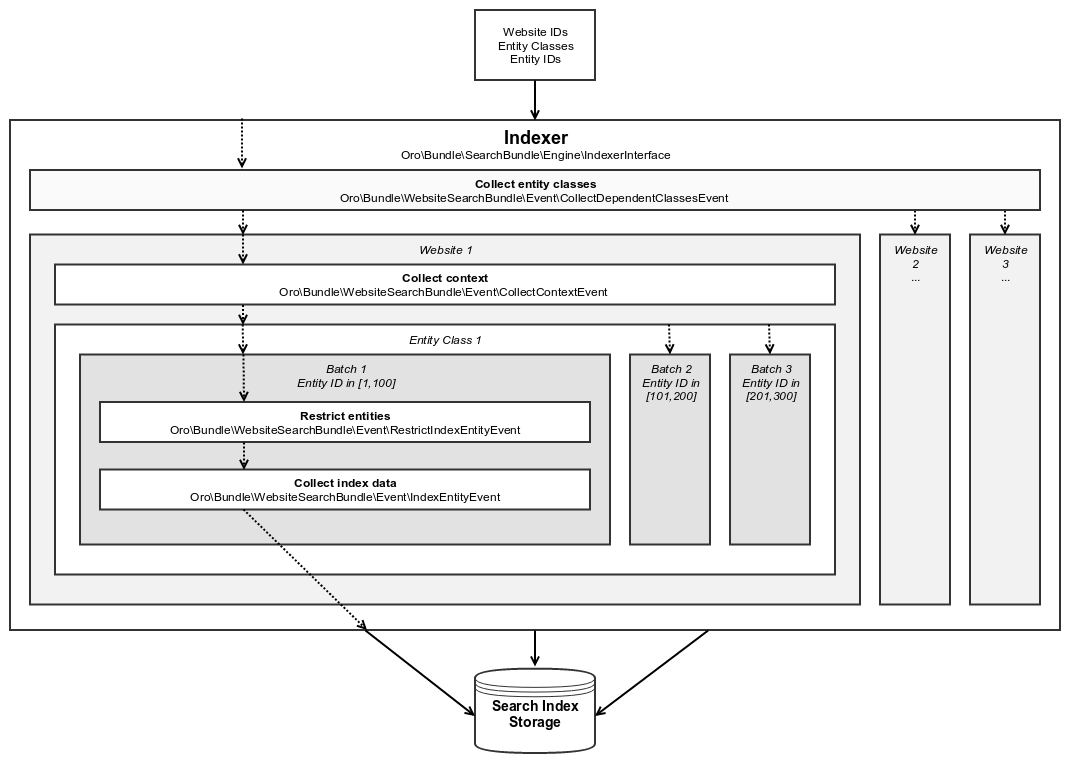 Website IDs
Entity Classes
Entity IDs
Indexer
Oro\Bundle\SearchBundle\Engine\IndexerInterface
Collect entity classes
Oro\Bundle\WebsiteSearchBundle\Event\CollectDependentClassesEvent
Website 1
Website
2
...
Website
3
...
Collect context
Oro\Bundle\WebsiteSearchBundle\Event\CollectContextEvent
Entity Class 1
Batch 1
Entity ID in [1,100]
Batch 2
Entity ID in
[101,200]
Batch 3
Entity ID in
[201,300]
Restrict entities
Oro\Bundle\WebsiteSearchBundle\Event\RestrictIndexEntityEvent
Collect index data
Oro\Bundle\WebsiteSearchBundle\Event\IndexEntityEvent
Search Index
Storage